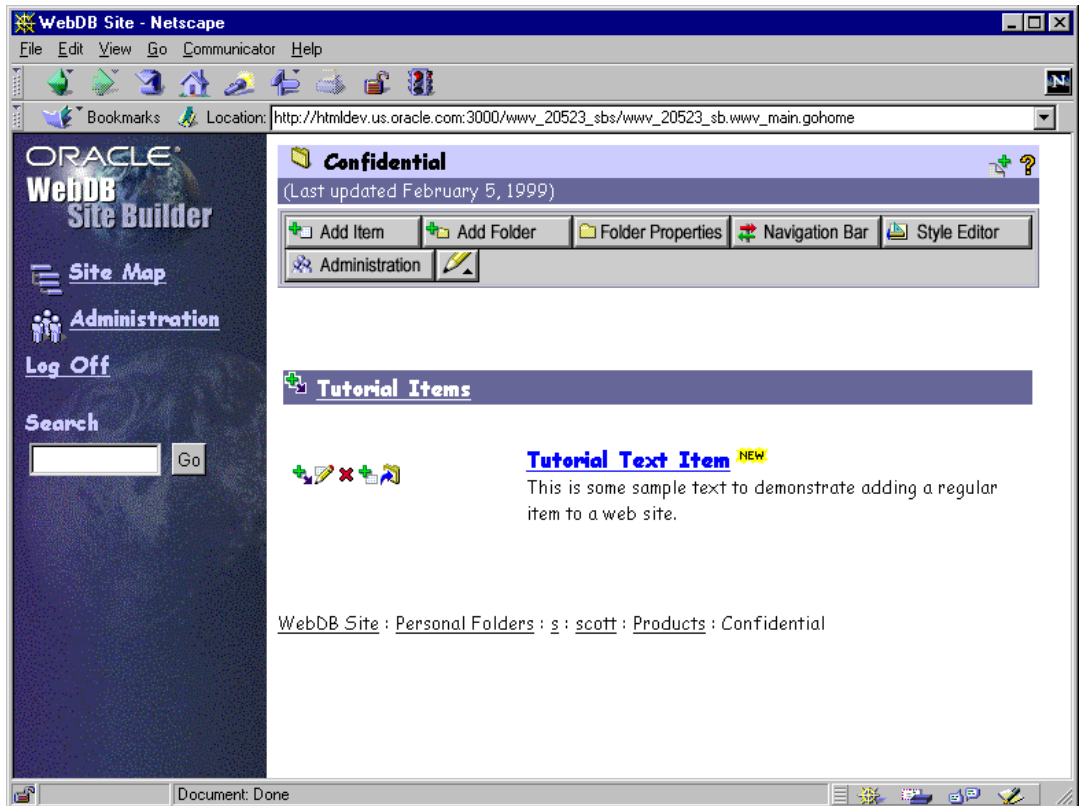 WebDB Site - Netscape
File Edit View Go Communicator Help
N
Bookmarks Location: http://htmldev.us.oracle.com:3000/wwv_20523_sbs/wwv_20523_sb.wwv_main.gohome
ORACLE
WebDB
Site Builder
Site Map
Administration
Log Off
Search
Go
Confidential
?
(Last updated February 5, 1999)
Add Item Add Folder Folder Properties Navigation Bar Style Editor
Administration
Tutorial Items
Tutorial Text Item NEW
This is some sample text to demonstrate adding a regular
item to a web site.
WebDB Site : Personal Folders : s : scott : Products : Confidential
Document: Done